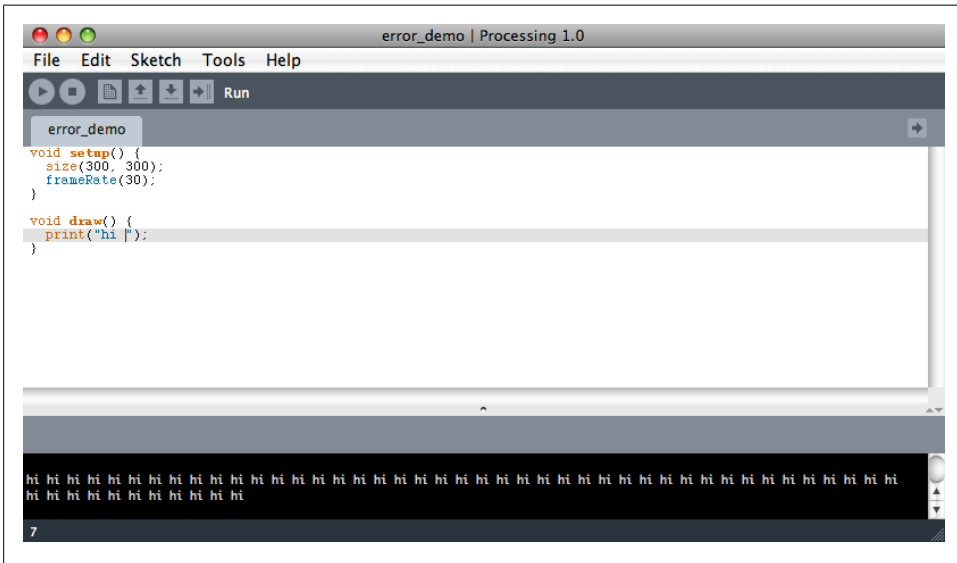 error_demo | Processing 1.0
File Edit Sketch Tools Help
Run
error_demo
void setup() {
size(300, 300);
frameRate(30);
}
void draw() {
print("hi ");
}
hi hi hi hi hi hi hi hi hi hi hi hi hi hi hi hi hi hi hi hi hi hi hi hi hi hi hi hi hi hi hi hi hi hi hi hi hi hi hi hi hi hi hi
hi hi hi hi hi hi hi hi hi hi hi
7